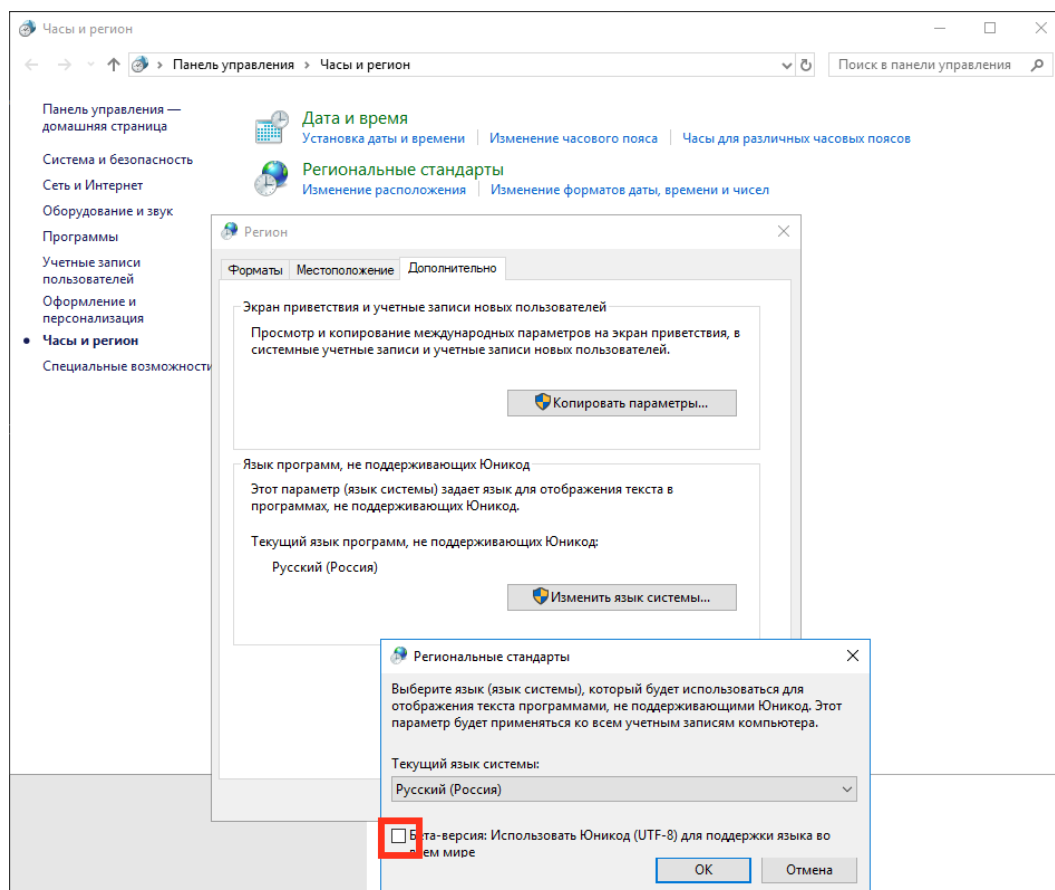 Часы и регион
Панель управления › Часы и регион
Поиск в панели управления
Панель управления —
домашняя страница
Система и безопасность
Сеть и Интернет
Оборудование и звук
Программы
Учетные записи
пользователей
Оформление и
персонализация
Часы и регион
Специальные возможности
Дата и время
Установка даты и времени
Изменение часового пояса
Часы для различных часовых поясов
Региональные стандарты
Изменение расположения
Изменение форматов даты, времени и чисел
Регион
Форматы
Местоположение
Дополнительно
Экран приветствия и учетные записи новых пользователей
Просмотр и копирование международных параметров на экран приветствия, в
системные учетные записи и учетные записи новых пользователей.
Копировать параметры...
Язык программ, не поддерживающих Юникод
Этот параметр (язык системы) задает язык для отображения текста в
программах, не поддерживающих Юникод.
Текущий язык программ, не поддерживающих Юникод:
Русский (Россия)
Изменить язык системы...
Региональные стандарты
Выберите язык (язык системы), который будет использоваться для
отображения текста программами, не поддерживающими Юникод. Этот
параметр будет применяться ко всем учетным записям компьютера.
Текущий язык системы:
Русский (Россия)
Бета-версия: Использовать Юникод (UTF-8) для поддержки языка во
всем мире
OK
Отмена